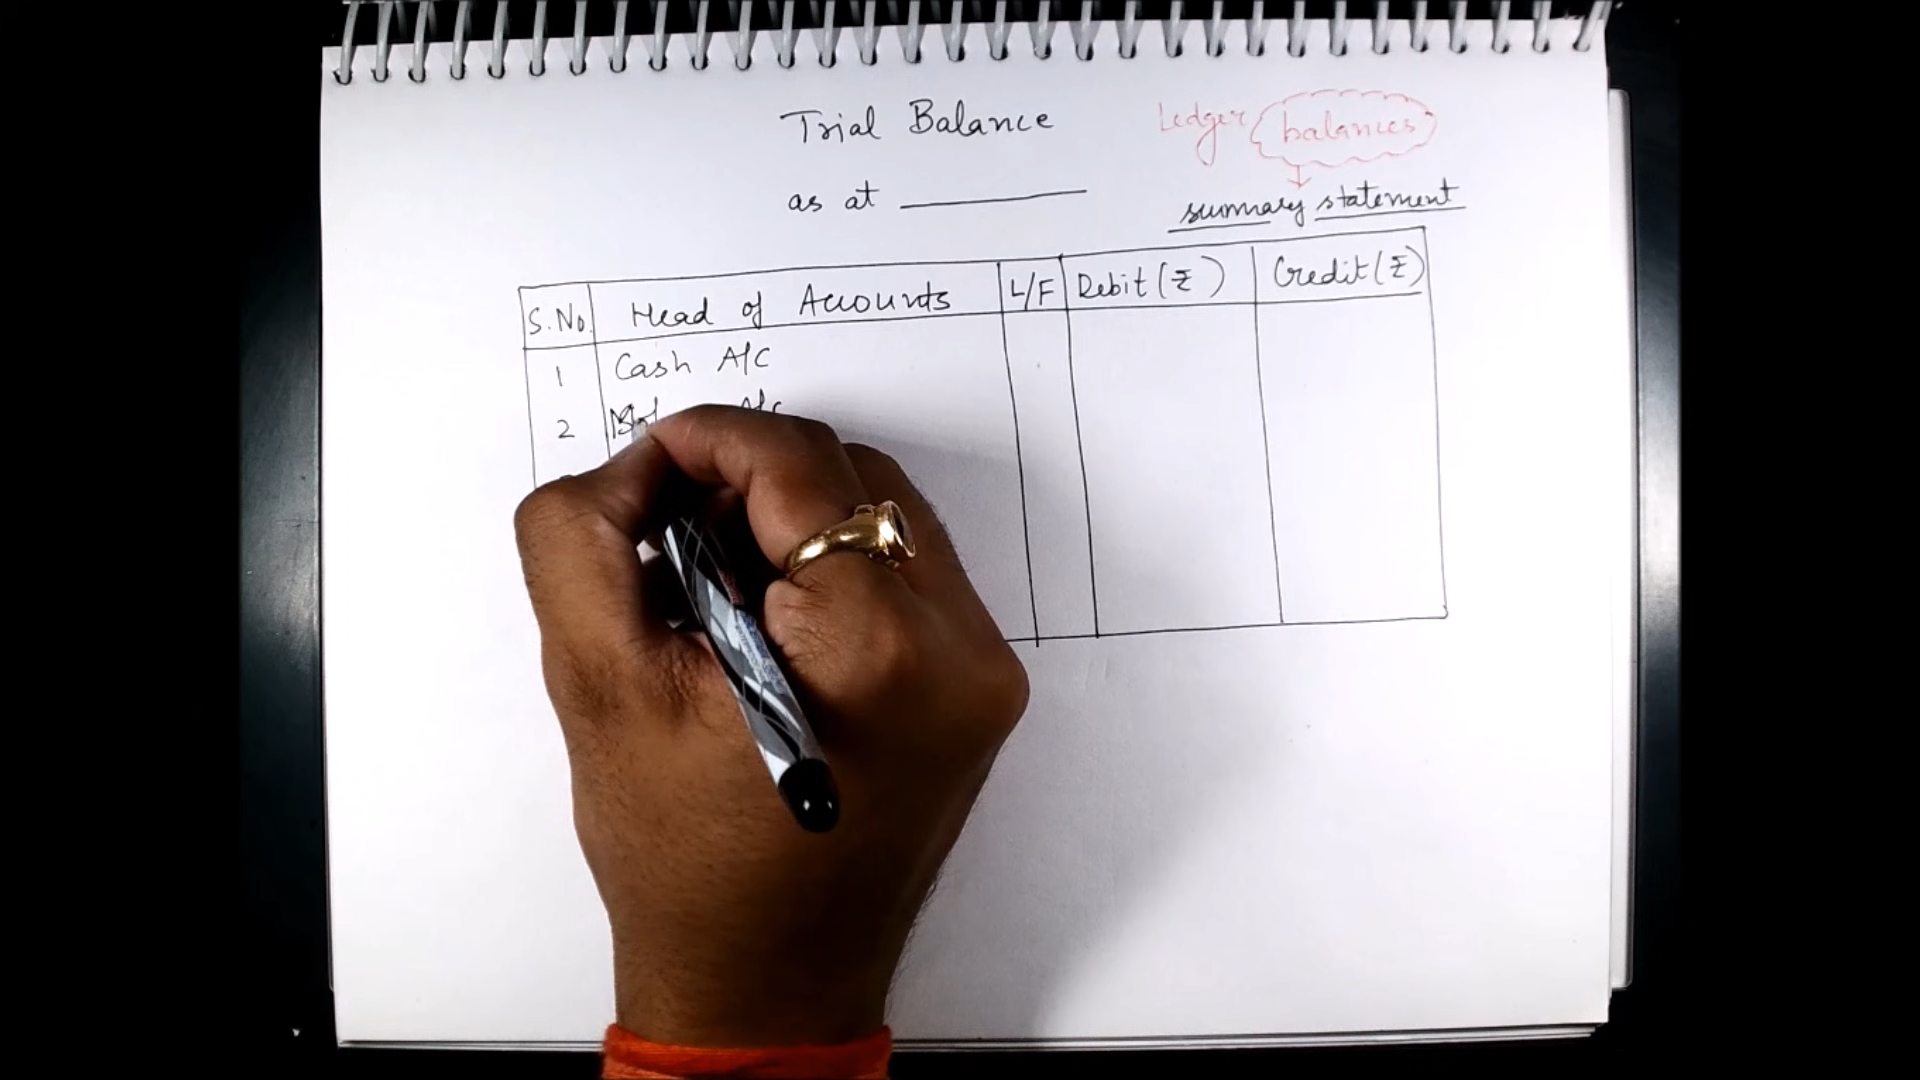 Trial Balance
Ledger balances
as at
summary statement
S.No. Head of Accounts L/F Debit (₹) Credit (₹)
1 Cash A/C
2 A/C